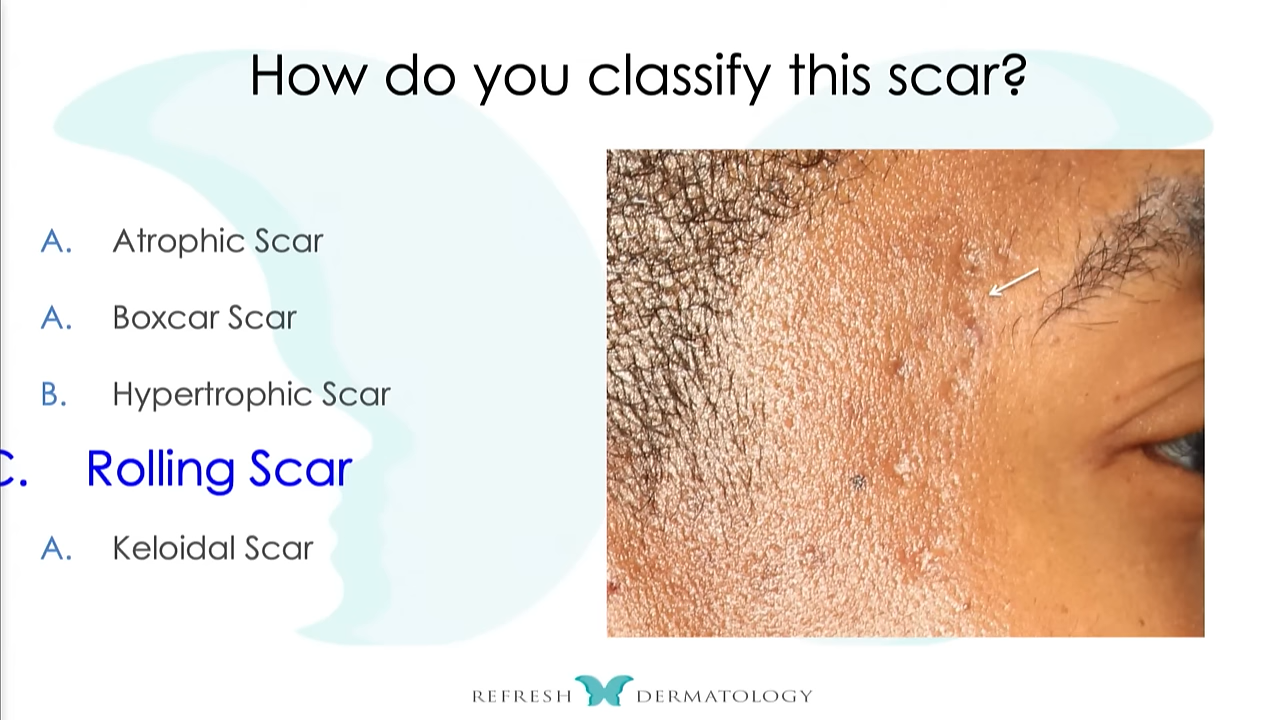 How do you classify this scar?
A. Atrophic Scar
A. Boxcar Scar
B. Hypertrophic Scar
C. Rolling Scar
A. Keloidal Scar
REFRESH DERMATOLOGY